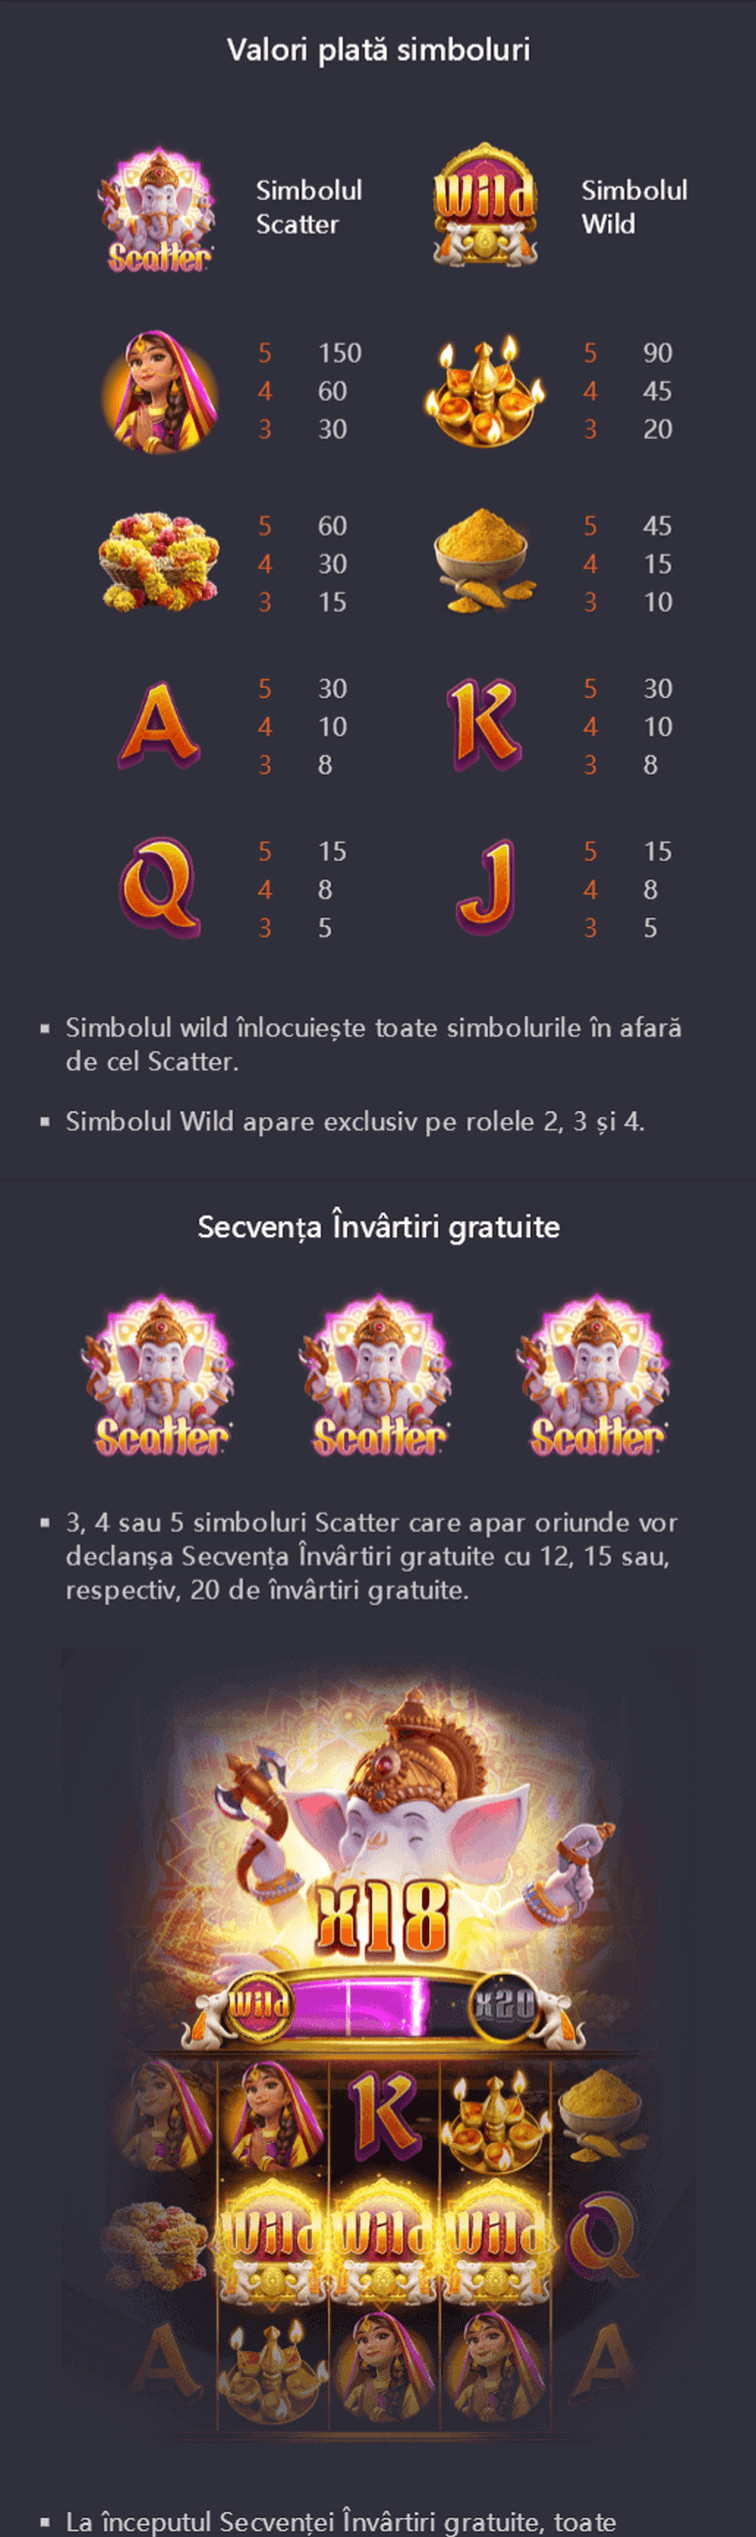 Valori plată simboluri
Scatter
Simbolul
Scatter
Wild
Simbolul
Wild
5 150
4 60
3 30
5 90
4 45
3 20
5 60
4 30
3 15
5 45
4 15
3 10
A
5 30
4 10
3 8
K
5 30
4 10
3 8
Q
5 15
4 8
3 5
J
5 15
4 8
3 5
Simbolul wild înlocuiește toate simbolurile în afară
de cel Scatter.
Simbolul Wild apare exclusiv pe rolele 2, 3 și 4.
Secvența Învârtiri gratuite
Scatter Scatter Scatter
3, 4 sau 5 simboluri Scatter care apar oriunde vor
declanșa Secvența Învârtiri gratuite cu 12, 15 sau,
respectiv, 20 de învârtiri gratuite.
x18
Wild x20
K
Wild Wild Wild Q
A A
La începutul Secvenței Învârtiri gratuite, toate